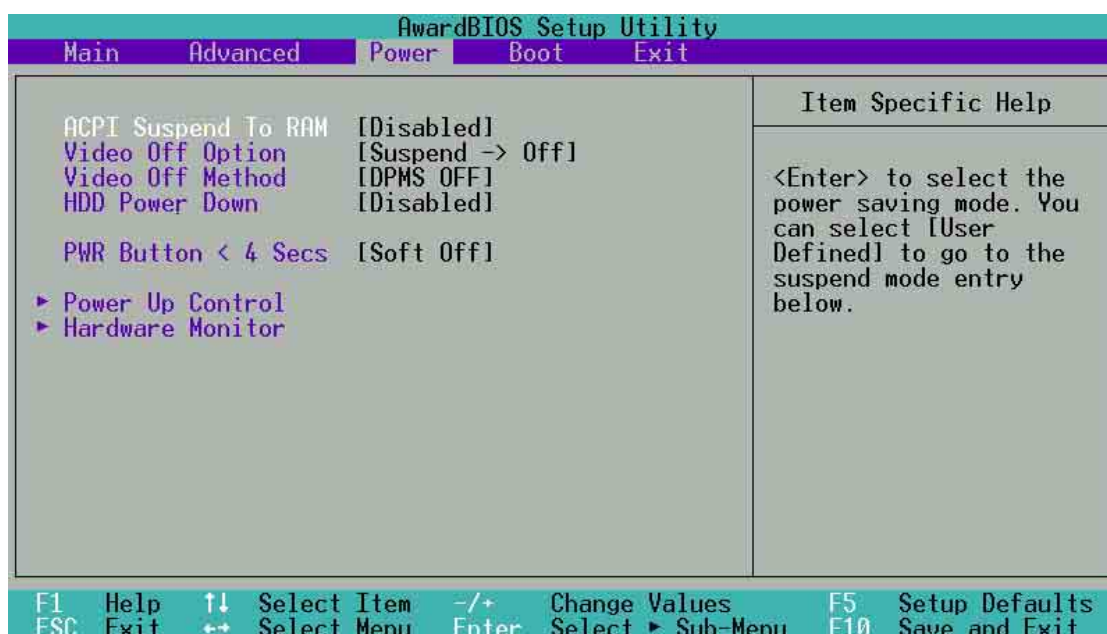 AwardBIOS Setup Utility
Main Advanced Power Boot Exit
ACPI Suspend To RAM [Disabled]
Video Off Option [Suspend -> Off]
Video Off Method [DPMS OFF]
HDD Power Down [Disabled]
PWR Button < 4 Secs [Soft Off]
► Power Up Control
► Hardware Monitor
Item Specific Help
<Enter> to select the
power saving mode. You
can select [User
Defined] to go to the
suspend mode entry
below.
F1 Help ↑↓ Select Item -/+ Change Values F5 Setup Defaults
ESC Exit ←→ Select Menu Enter Select ► Sub-Menu F10 Save and Exit